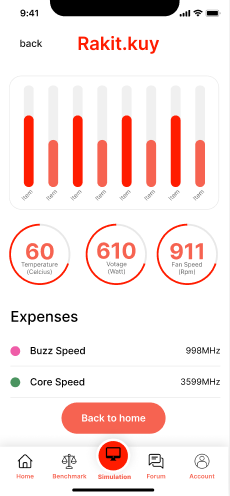 9:41
back
Rakit.kuy
Item Item Item Item Item Item Item Item
60
Temperature
(Celcius)
610
Votage
(Watt)
911
Fan Speed
(Rpm)
Expenses
Buzz Speed 998MHz
Core Speed 3599MHz
Back to home
Home Benchmark Simulation Forum Account